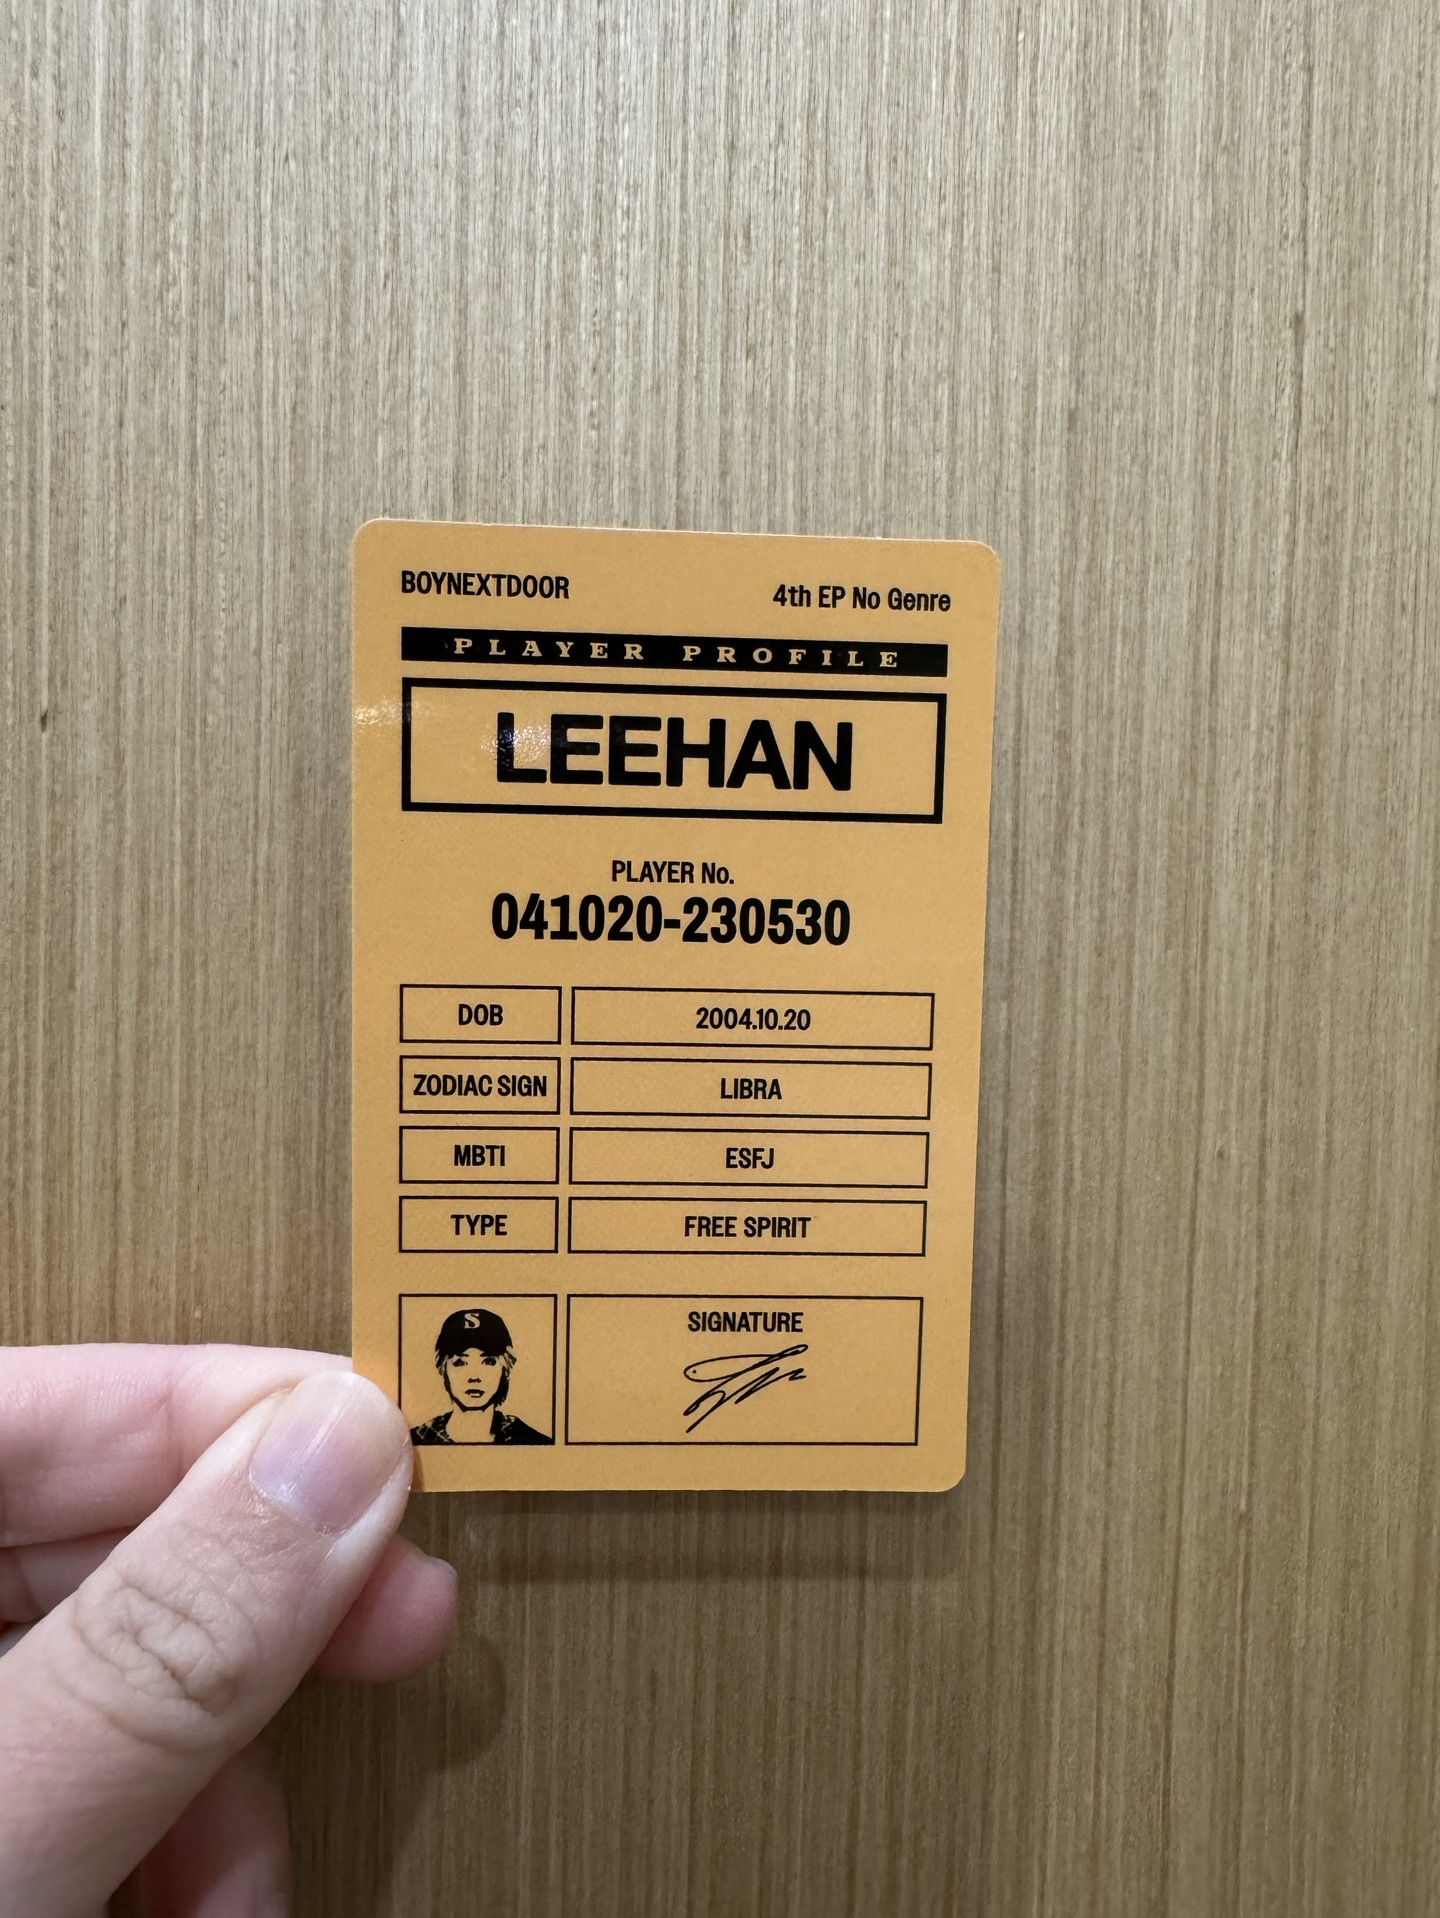 BOYNEXTDOOR 4th EP No Genre
PLAYER PROFILE
LEEHAN
PLAYER No.
041020-230530
DOB 2004.10.20
ZODIAC SIGN LIBRA
MBTI ESFJ
TYPE FREE SPIRIT
S
SIGNATURE